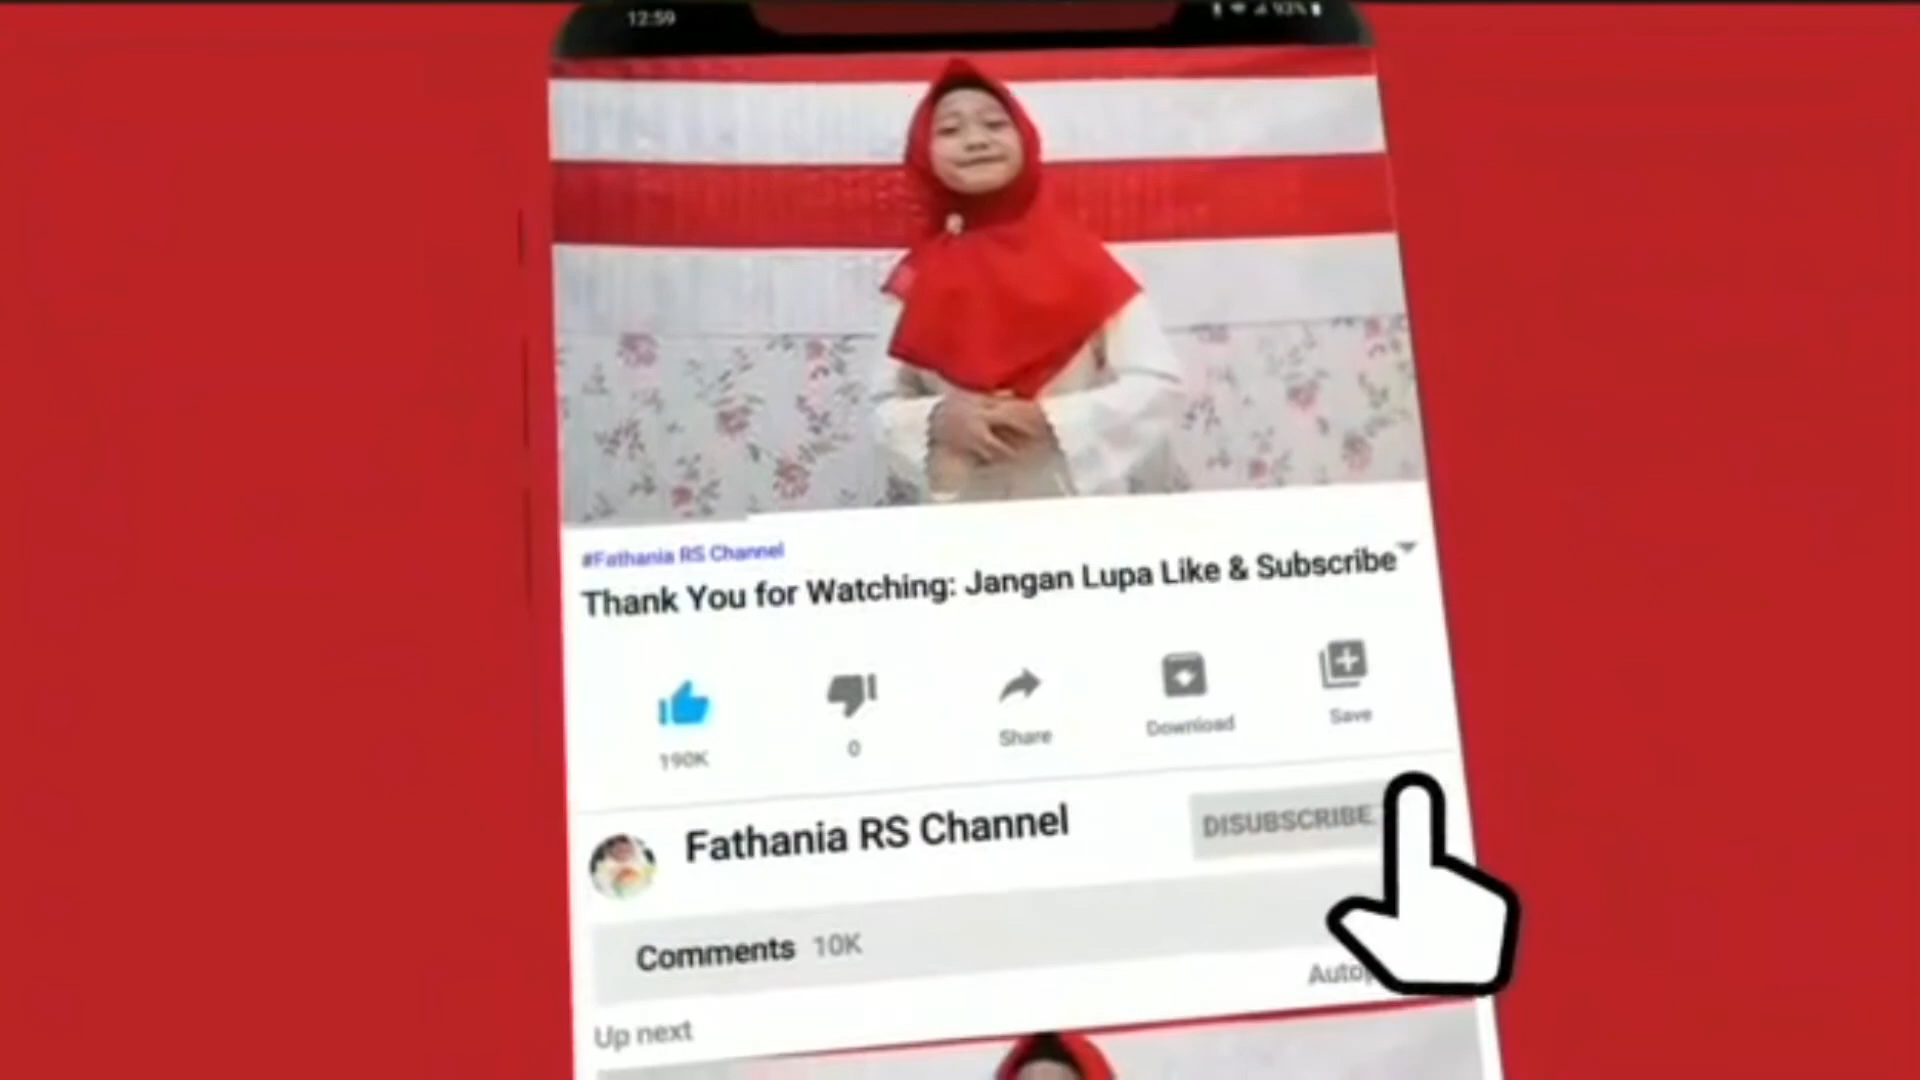 12:59
93%
#Fathania RS Channel
Thank You for Watching: Jangan Lupa Like & Subscribe
190K
0
Share
Download
Save
Fathania RS Channel
DISUBSCRIBE
Comments 10K
Up next